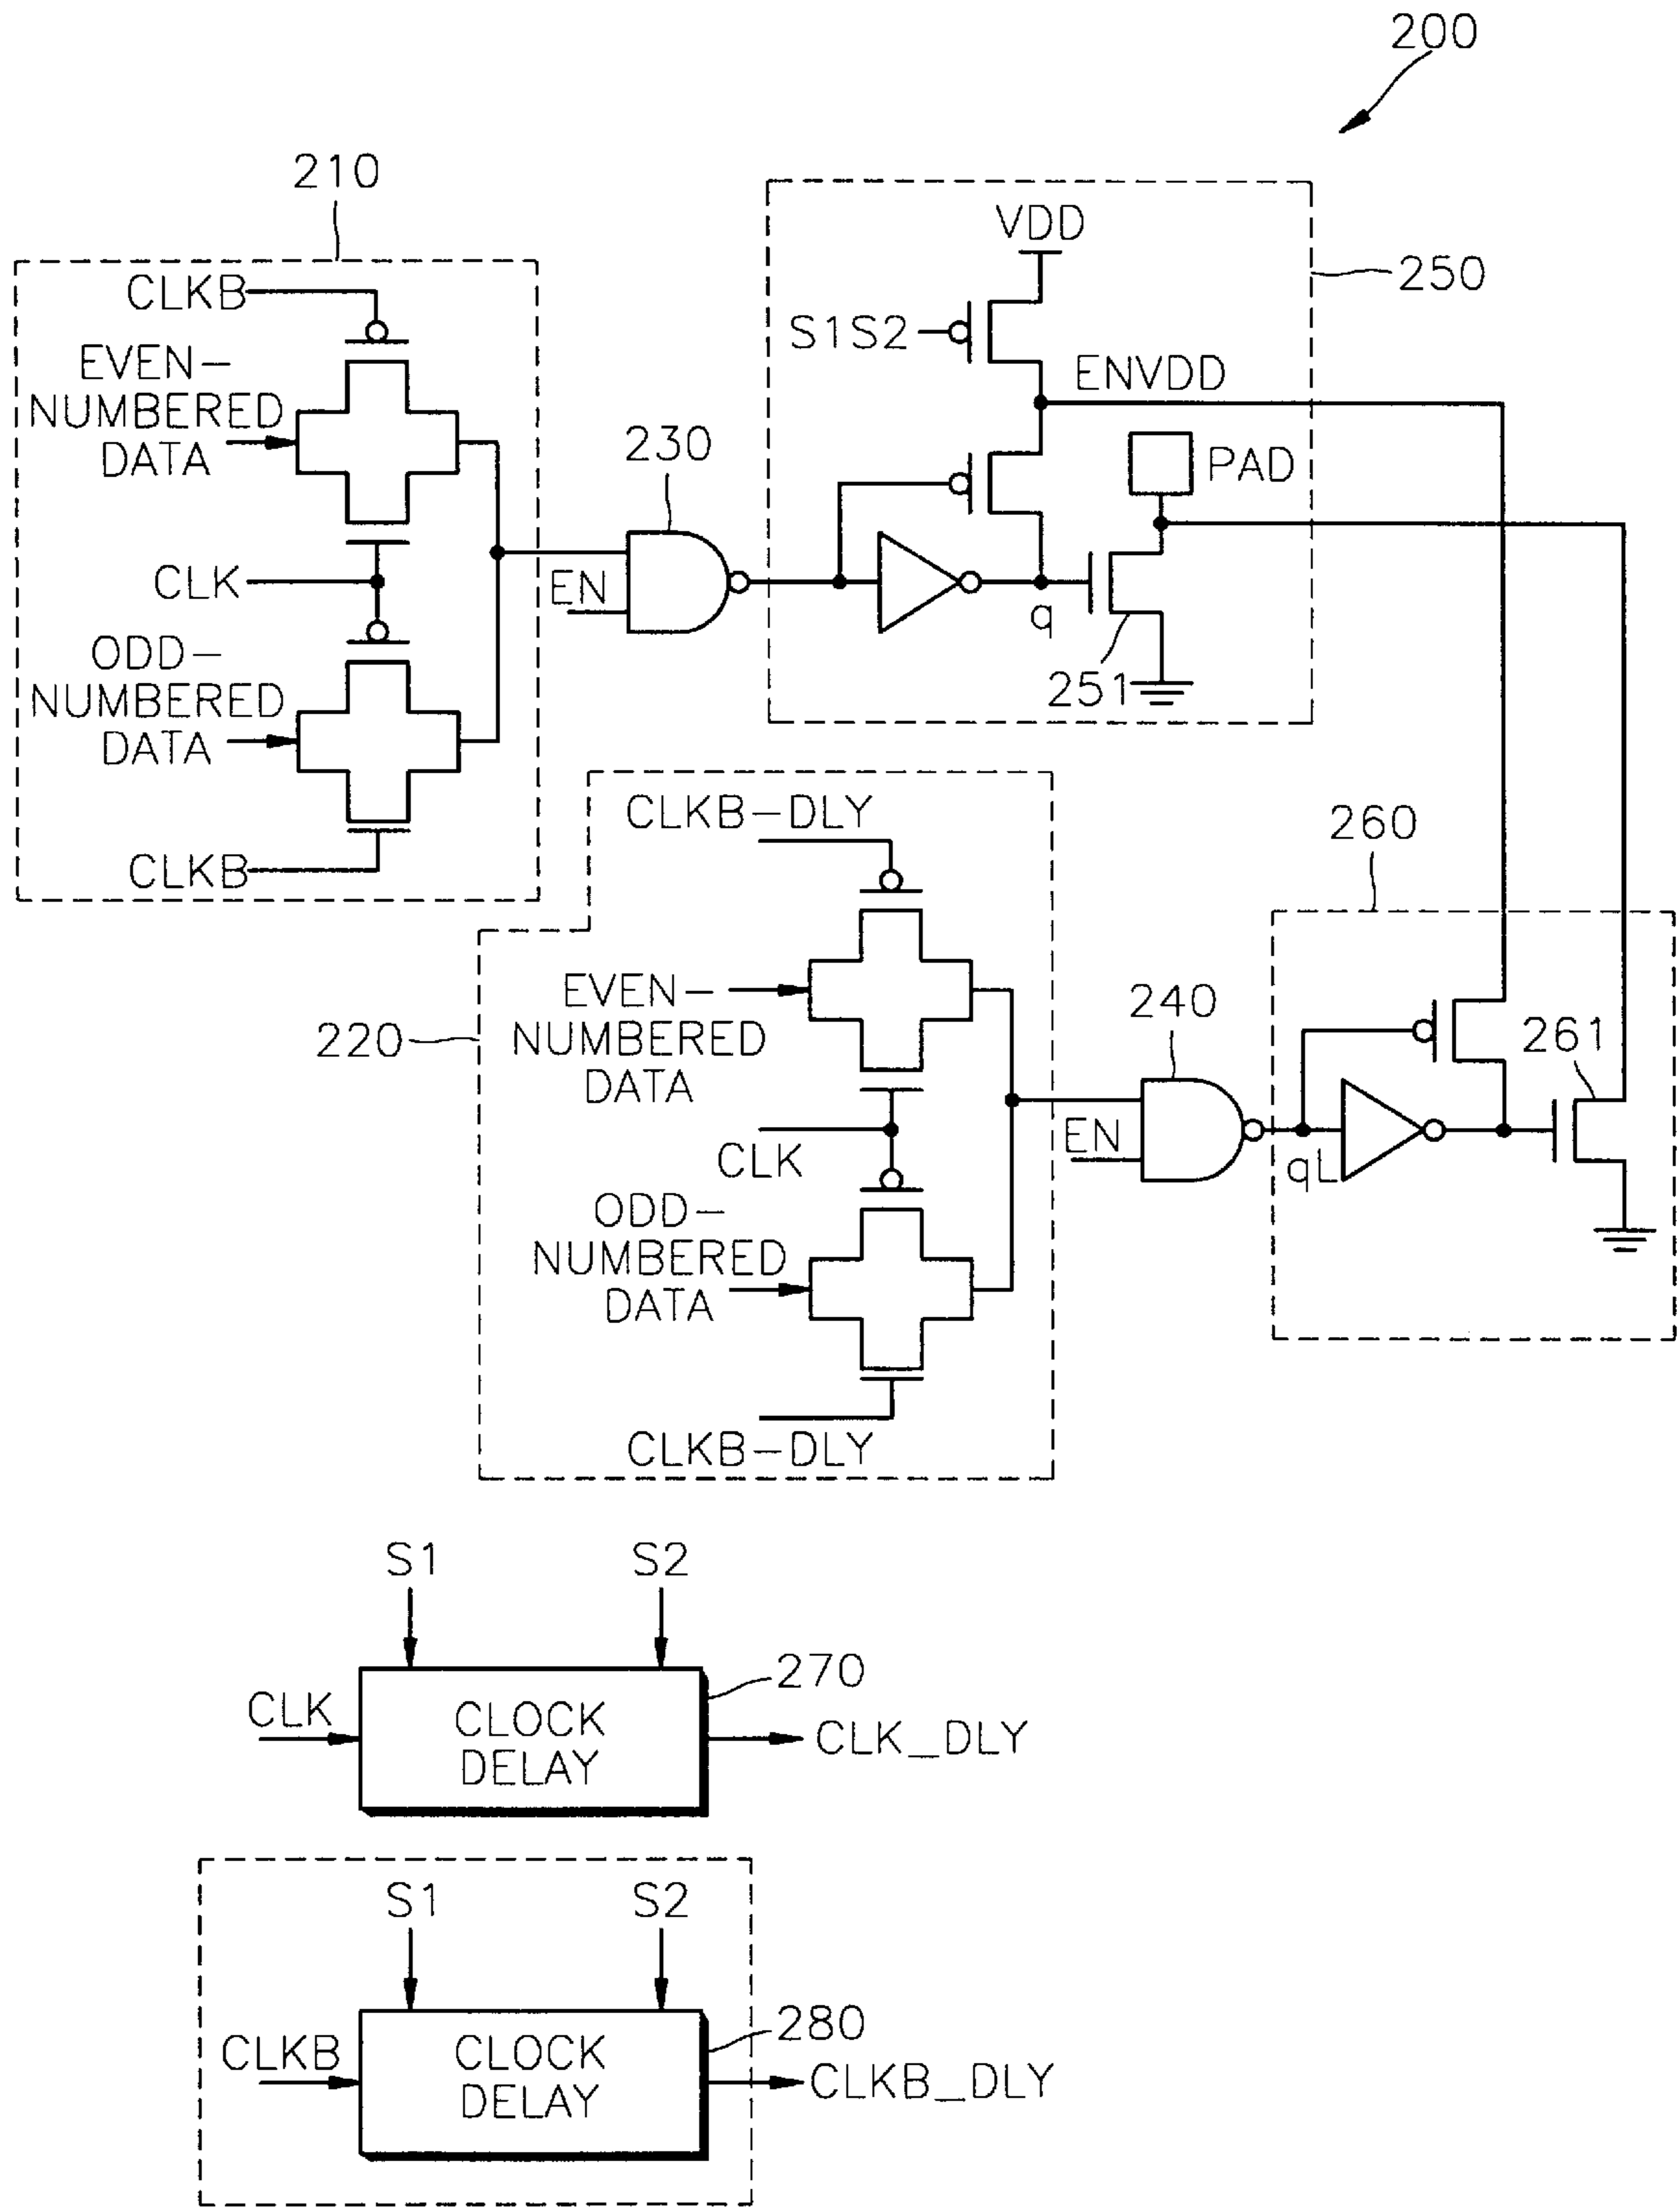 200
210
VDD
250
CLKB
S1S2
EVEN-
NUMBERED
DATA
ENVDD
230
PAD
CLK
EN
q
ODD-
NUMBERED
DATA
251
CLKB
CLKB-DLY
260
EVEN-
NUMBERED
DATA
220
240
261
CLK
EN
qL
ODD-
NUMBERED
DATA
CLKB-DLY
S1
S2
270
CLK
CLOCK
DELAY
CLK_DLY
S1
S2
280
CLKB
CLOCK
DELAY
CLKB_DLY